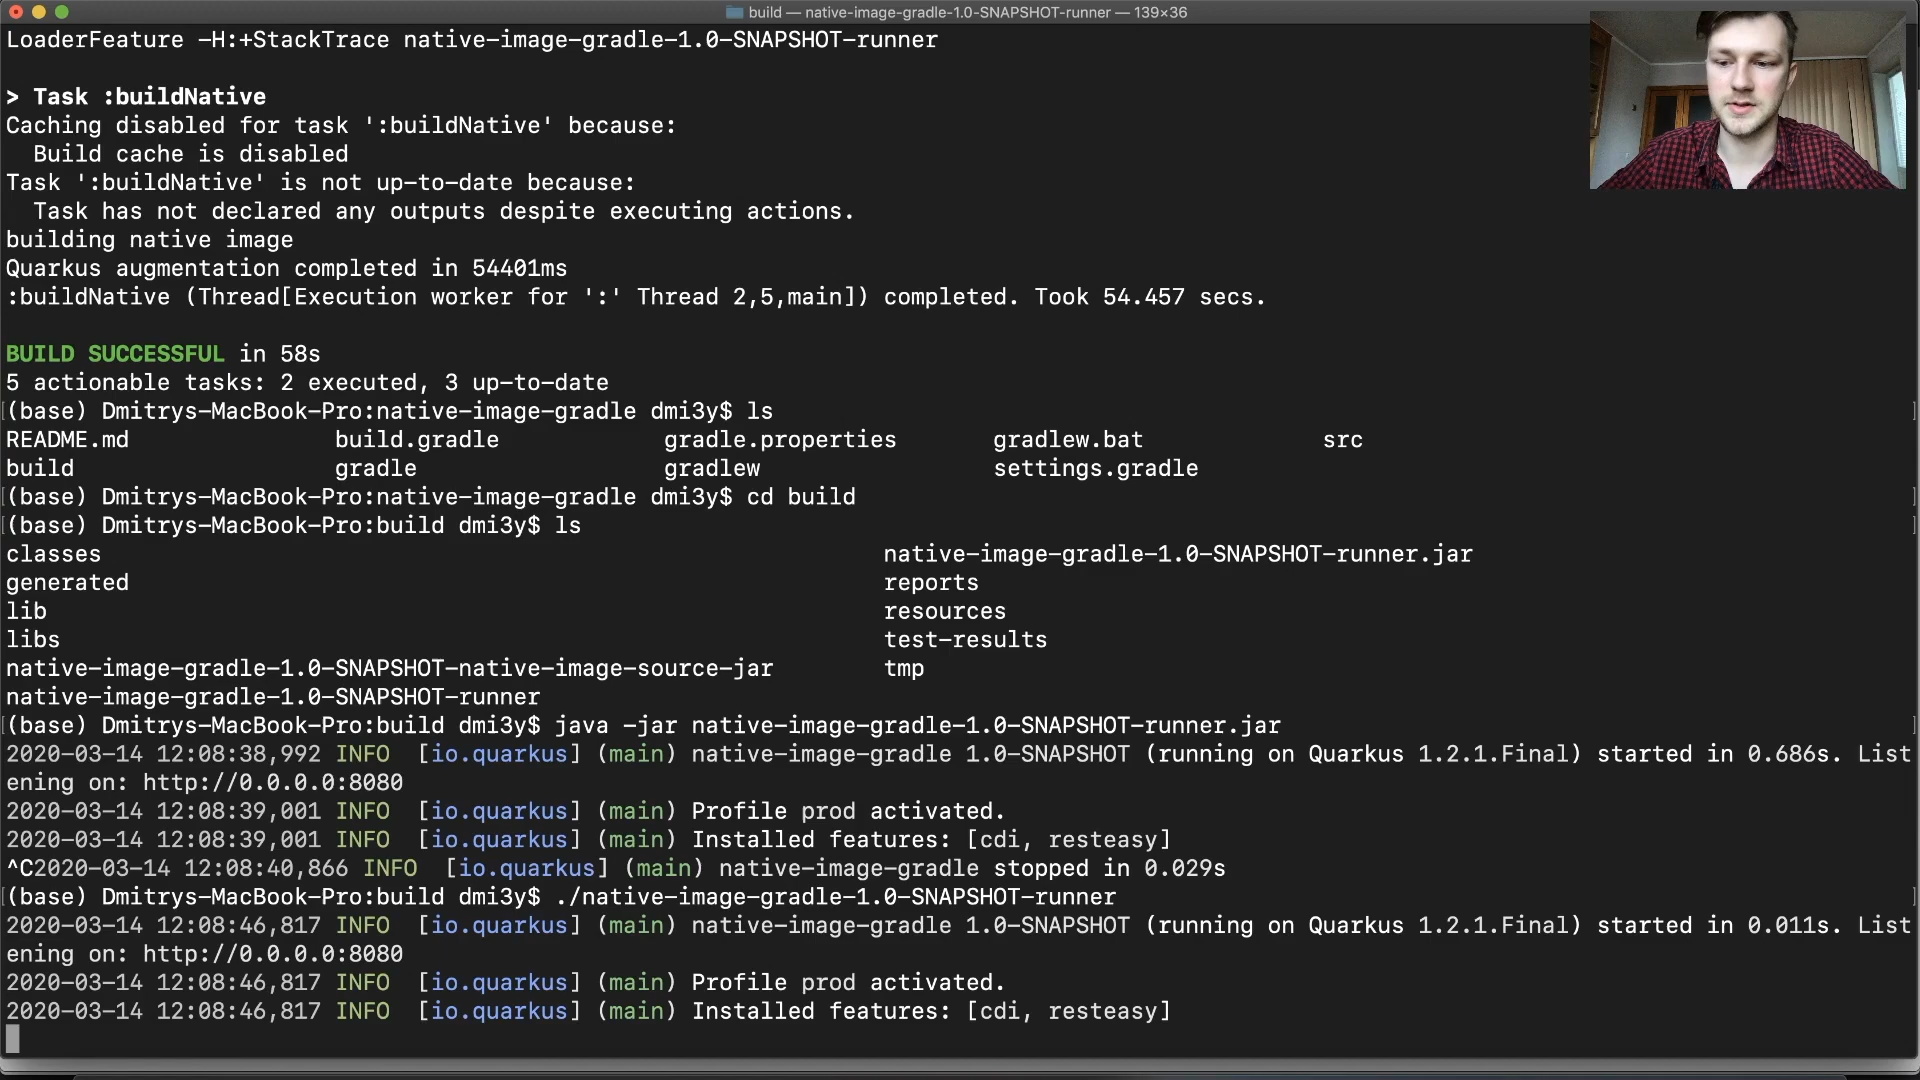 build — native-image-gradle-1.0-SNAPSHOT-runner — 139×36
LoaderFeature -H:+StackTrace native-image-gradle-1.0-SNAPSHOT-runner
> Task :buildNative
Caching disabled for task ':buildNative' because:
Build cache is disabled
Task ':buildNative' is not up-to-date because:
Task has not declared any outputs despite executing actions.
building native image
Quarkus augmentation completed in 54401ms
:buildNative (Thread[Execution worker for ':' Thread 2,5,main]) completed. Took 54.457 secs.
BUILD SUCCESSFUL in 58s
5 actionable tasks: 2 executed, 3 up-to-date
[(base) Dmitrys-MacBook-Pro:native-image-gradle dmi3y$ ls ]
README.md build.gradle gradle.properties gradlew.bat src
build gradle gradlew settings.gradle
[(base) Dmitrys-MacBook-Pro:native-image-gradle dmi3y$ cd build ]
[(base) Dmitrys-MacBook-Pro:build dmi3y$ ls ]
classes native-image-gradle-1.0-SNAPSHOT-runner.jar
generated reports
lib resources
libs test-results
native-image-gradle-1.0-SNAPSHOT-native-image-source-jar tmp
native-image-gradle-1.0-SNAPSHOT-runner
[(base) Dmitrys-MacBook-Pro:build dmi3y$ java -jar native-image-gradle-1.0-SNAPSHOT-runner.jar ]
2020-03-14 12:08:38,992 INFO [io.quarkus] (main) native-image-gradle 1.0-SNAPSHOT (running on Quarkus 1.2.1.Final) started in 0.686s. List
ening on: http://0.0.0.0:8080
2020-03-14 12:08:39,001 INFO [io.quarkus] (main) Profile prod activated.
2020-03-14 12:08:39,001 INFO [io.quarkus] (main) Installed features: [cdi, resteasy]
^C2020-03-14 12:08:40,866 INFO [io.quarkus] (main) native-image-gradle stopped in 0.029s
[(base) Dmitrys-MacBook-Pro:build dmi3y$ ./native-image-gradle-1.0-SNAPSHOT-runner ]
2020-03-14 12:08:46,817 INFO [io.quarkus] (main) native-image-gradle 1.0-SNAPSHOT (running on Quarkus 1.2.1.Final) started in 0.011s. List
ening on: http://0.0.0.0:8080
2020-03-14 12:08:46,817 INFO [io.quarkus] (main) Profile prod activated.
2020-03-14 12:08:46,817 INFO [io.quarkus] (main) Installed features: [cdi, resteasy]